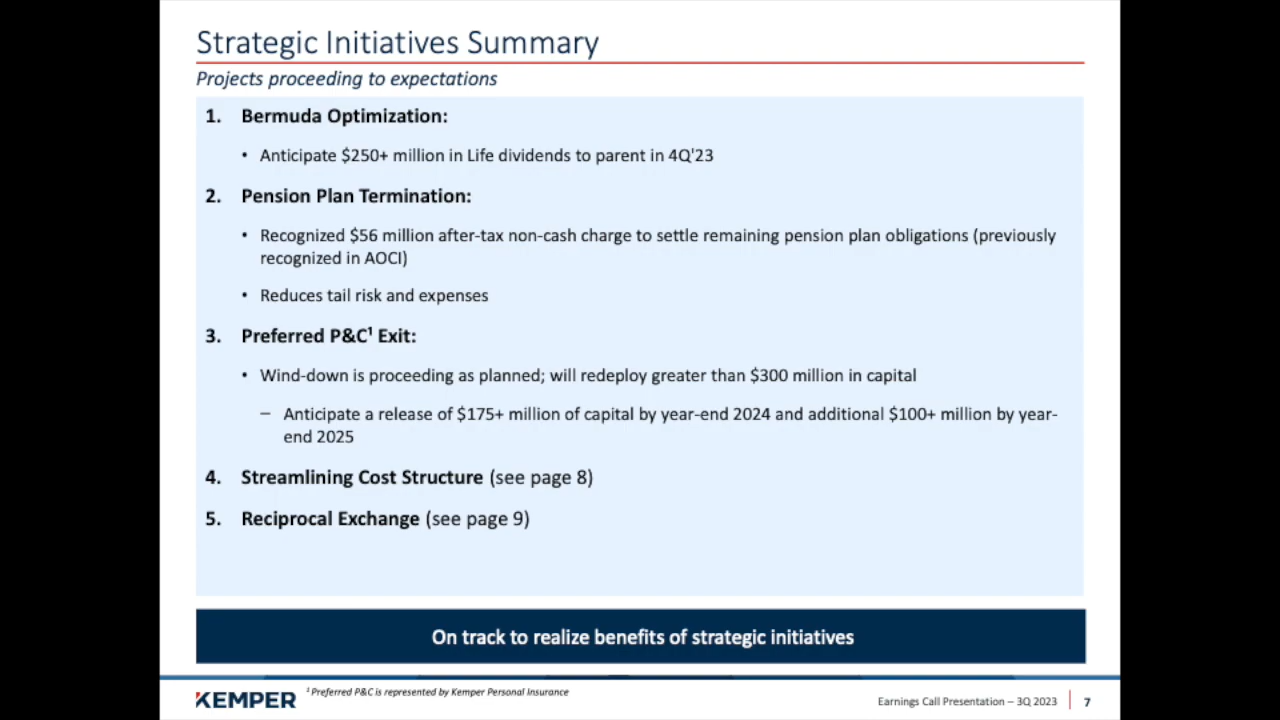 Strategic Initiatives Summary
Projects proceeding to expectations
1. Bermuda Optimization:
• Anticipate $250+ million in Life dividends to parent in 4Q'23
2. Pension Plan Termination:
• Recognized $56 million after-tax non-cash charge to settle remaining pension plan obligations (previously
recognized in AOCI)
• Reduces tail risk and expenses
3. Preferred P&C¹ Exit:
• Wind-down is proceeding as planned; will redeploy greater than $300 million in capital
– Anticipate a release of $175+ million of capital by year-end 2024 and additional $100+ million by year-
end 2025
4. Streamlining Cost Structure (see page 8)
5. Reciprocal Exchange (see page 9)
On track to realize benefits of strategic initiatives
KEMPER
¹ Preferred P&C is represented by Kemper Personal Insurance
Earnings Call Presentation – 3Q 2023
7